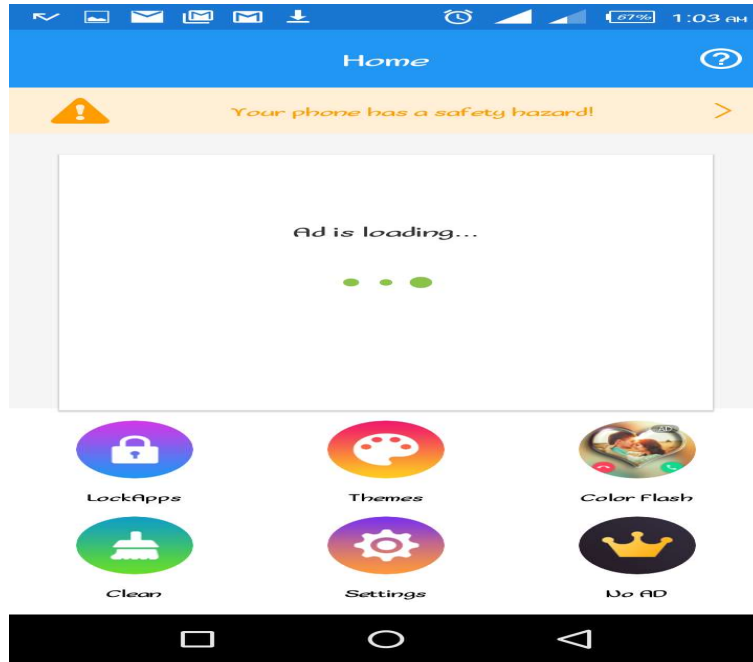 67% 1:03 AM
Home
Your phone has a safety hazard!
Ad is loading...
AD
LockApps Themes Color Flash
Clean Settings No AD